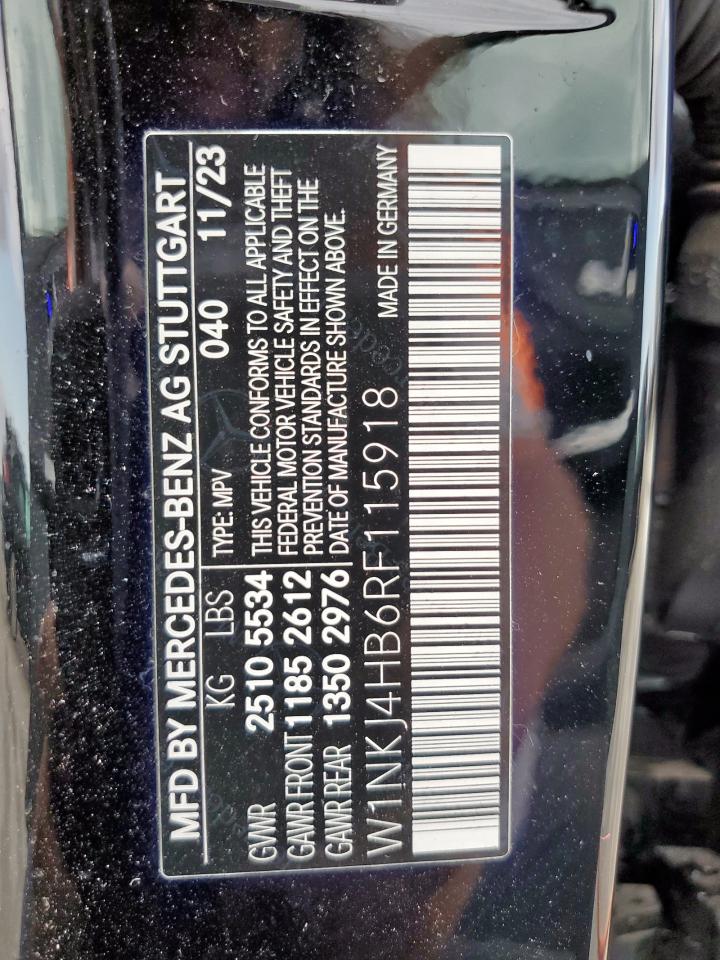 MFD BY MERCEDES-BENZ AG STUTTGART
KG LBS
040 11/23
GVWR 2510 5534
GAWR FRONT 1185 2612
GAWR REAR 1350 2976
TYPE: MPV
THIS VEHICLE CONFORMS TO ALL APPLICABLE
FEDERAL MOTOR VEHICLE SAFETY AND THEFT
PREVENTION STANDARDS IN EFFECT ON THE
DATE OF MANUFACTURE SHOWN ABOVE.
W1NKJ4HB6RF115918
MADE IN GERMANY